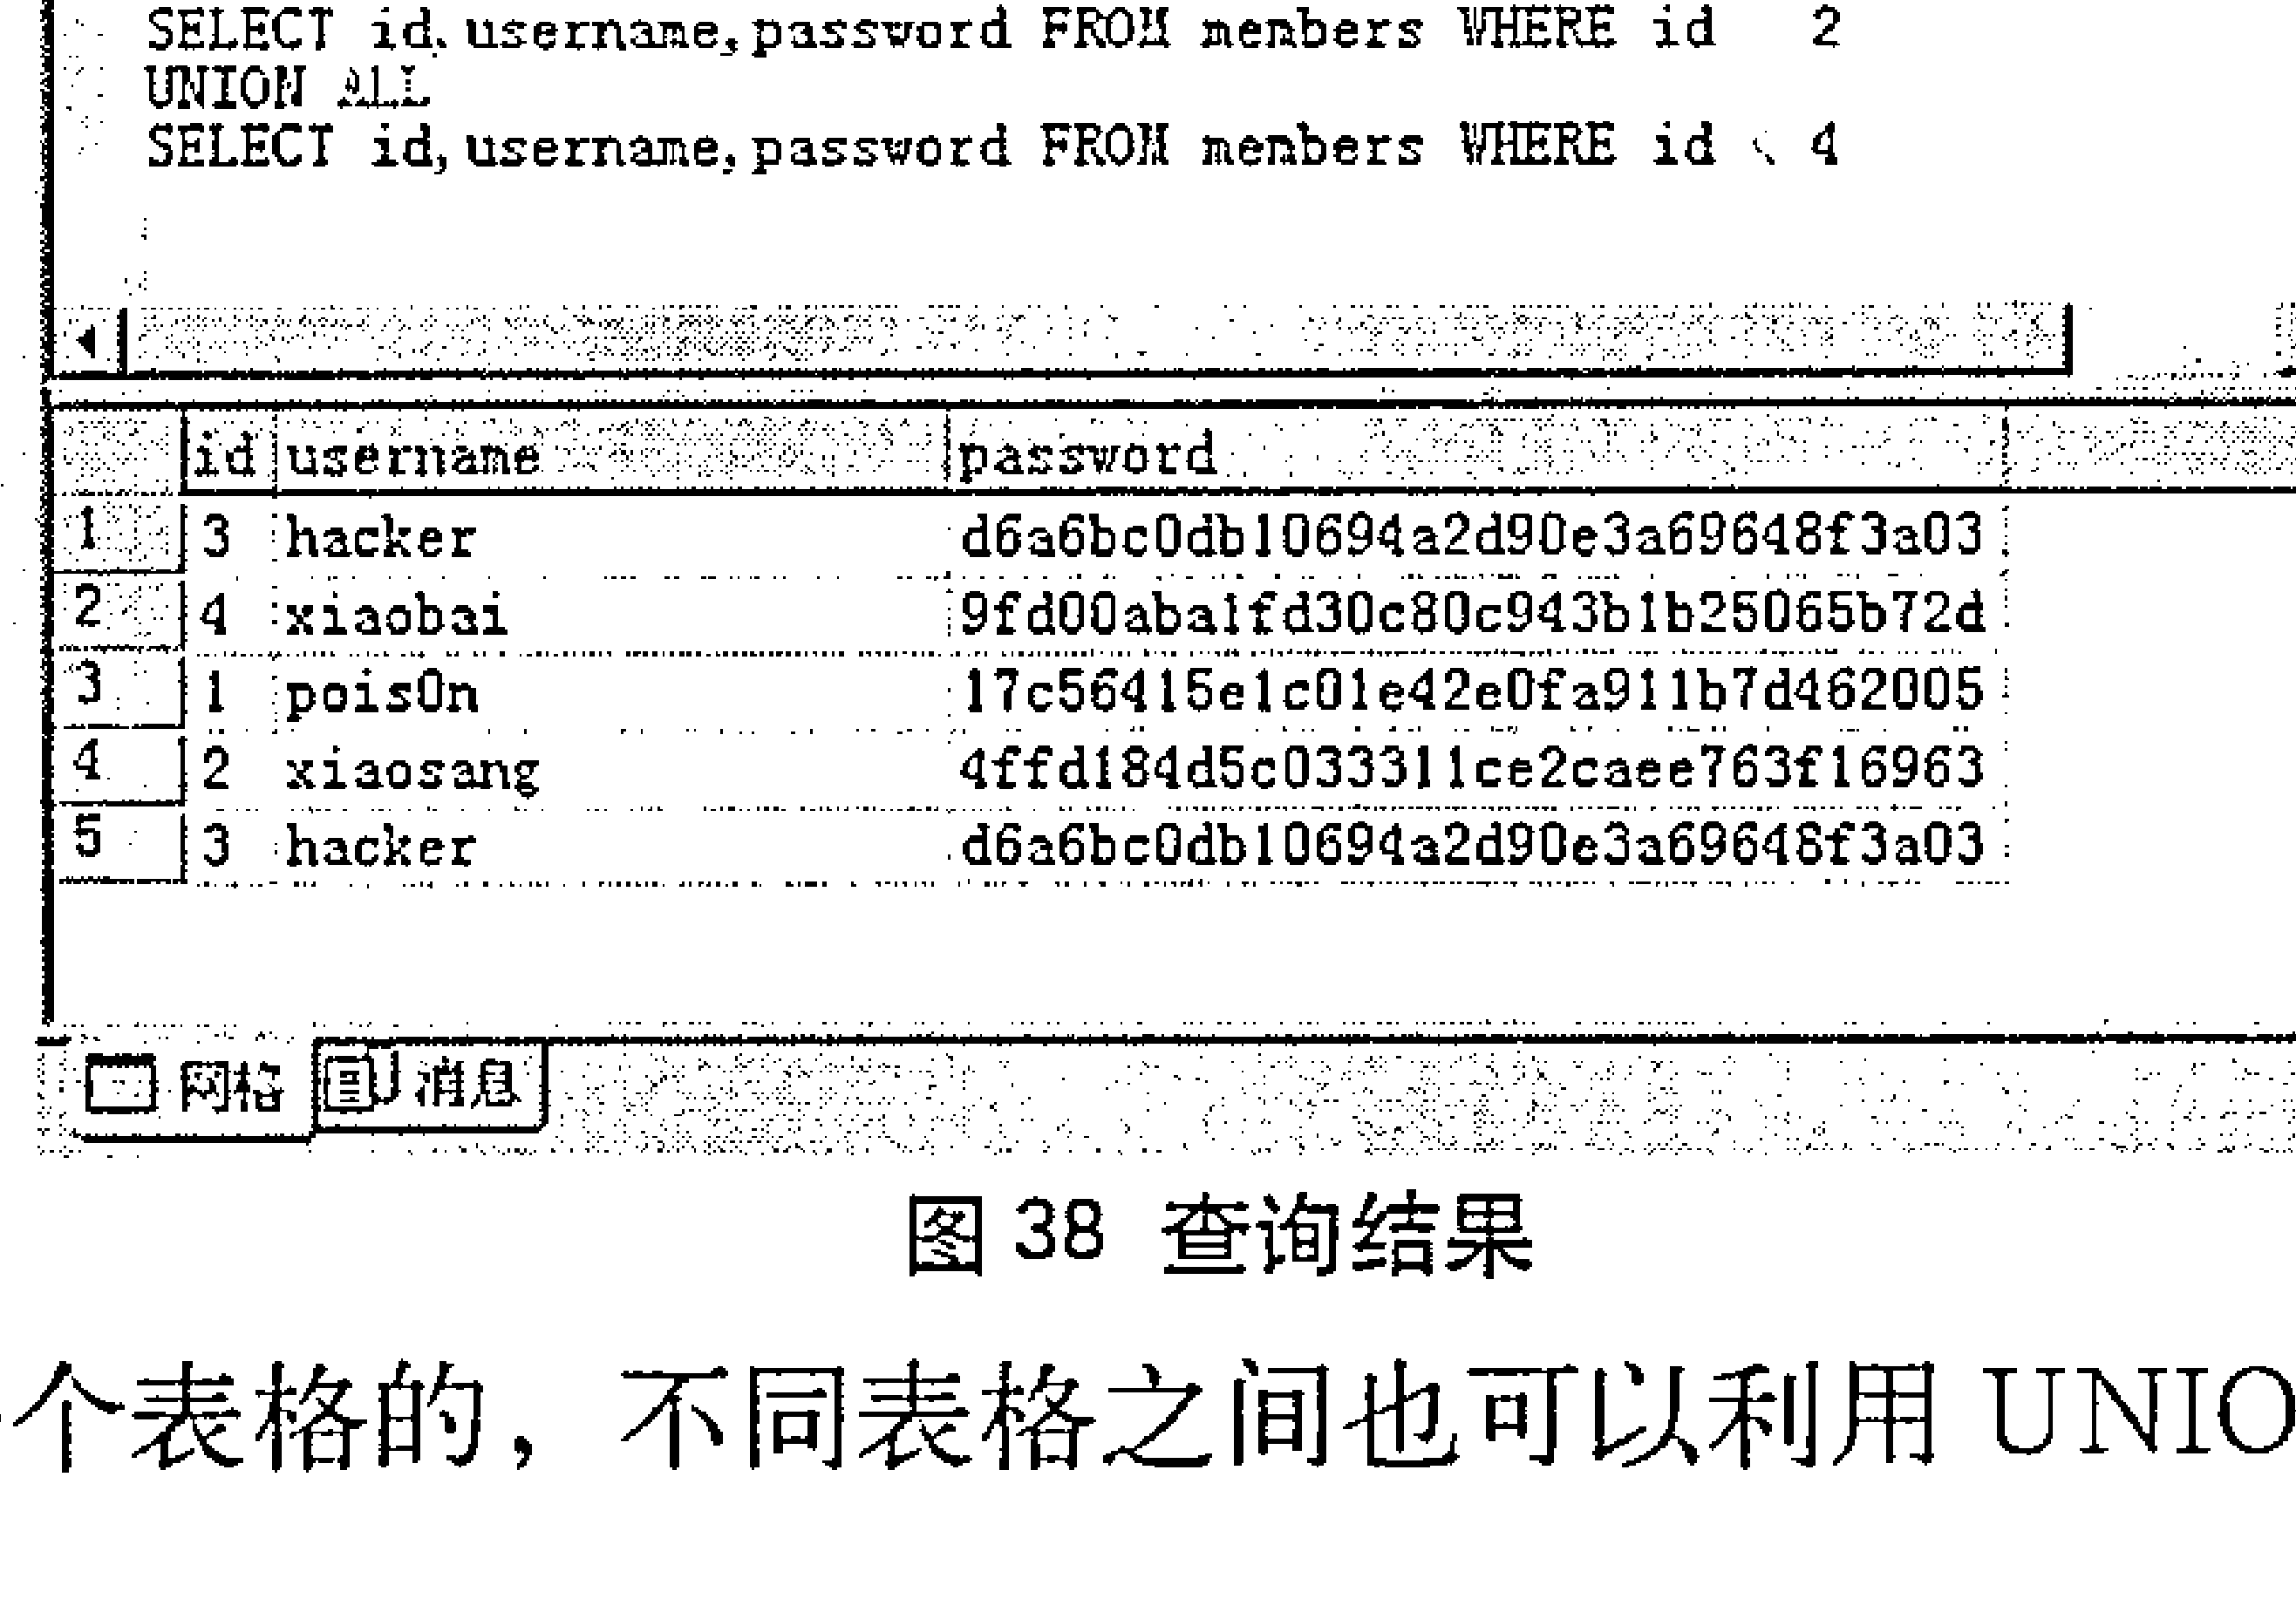 SELECT id,username,password FROM members WHERE id 2
UNION ALL
SELECT id,username,password FROM members WHERE id < 4
id username password
1 3 hacker d6a6bc0db10694a2d90e3a69648f3a03
2 4 xiaobai 9fd00aba1fd30c80c943b1b25065b72d
3 1 pois0n 17c56415e1c01e42e0fa911b7d462005
4 2 xiaosang 4ffd184d5c033311ce2caee763f16963
5 3 hacker d6a6bc0db10694a2d90e3a69648f3a03
网格 消息
图 38 查询结果
个表格的，不同表格之间也可以利用 UNIO